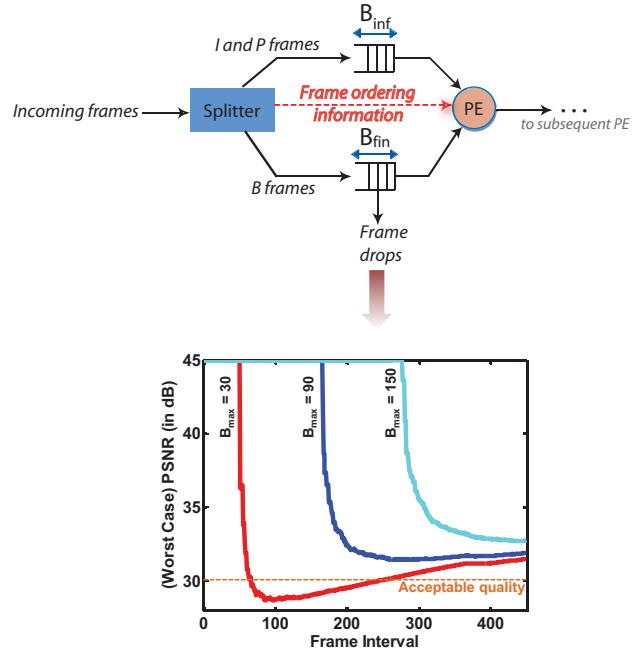 B_inf
I and P frames
Incoming frames
Splitter
Frame ordering
information
PE
...
to subsequent PE
B_fin
B frames
Frame
drops
(Worst Case) PSNR (in dB)
45
40
35
30
B_max = 30
B_max = 90
B_max = 150
Acceptable quality
0 100 200 300 400
Frame Interval